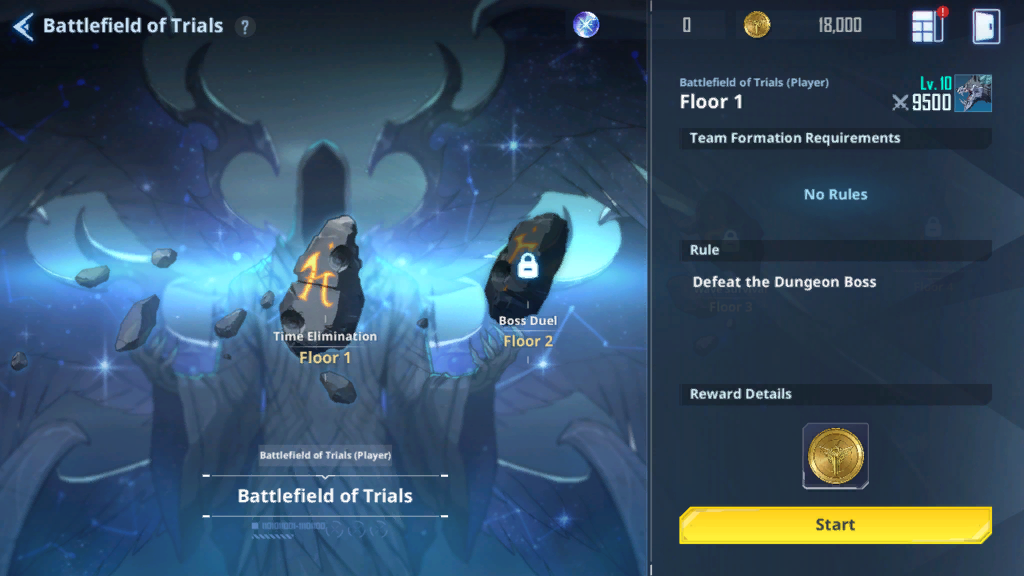 Battlefield of Trials ?
0
18,000
Battlefield of Trials (Player)
Floor 1
Lv. 10
9500
Team Formation Requirements
No Rules
Rule
Defeat the Dungeon Boss
Floor 3
Reward Details
Start
Time Elimination
Floor 1
Boss Duel
Floor 2
Battlefield of Trials (Player)
Battlefield of Trials